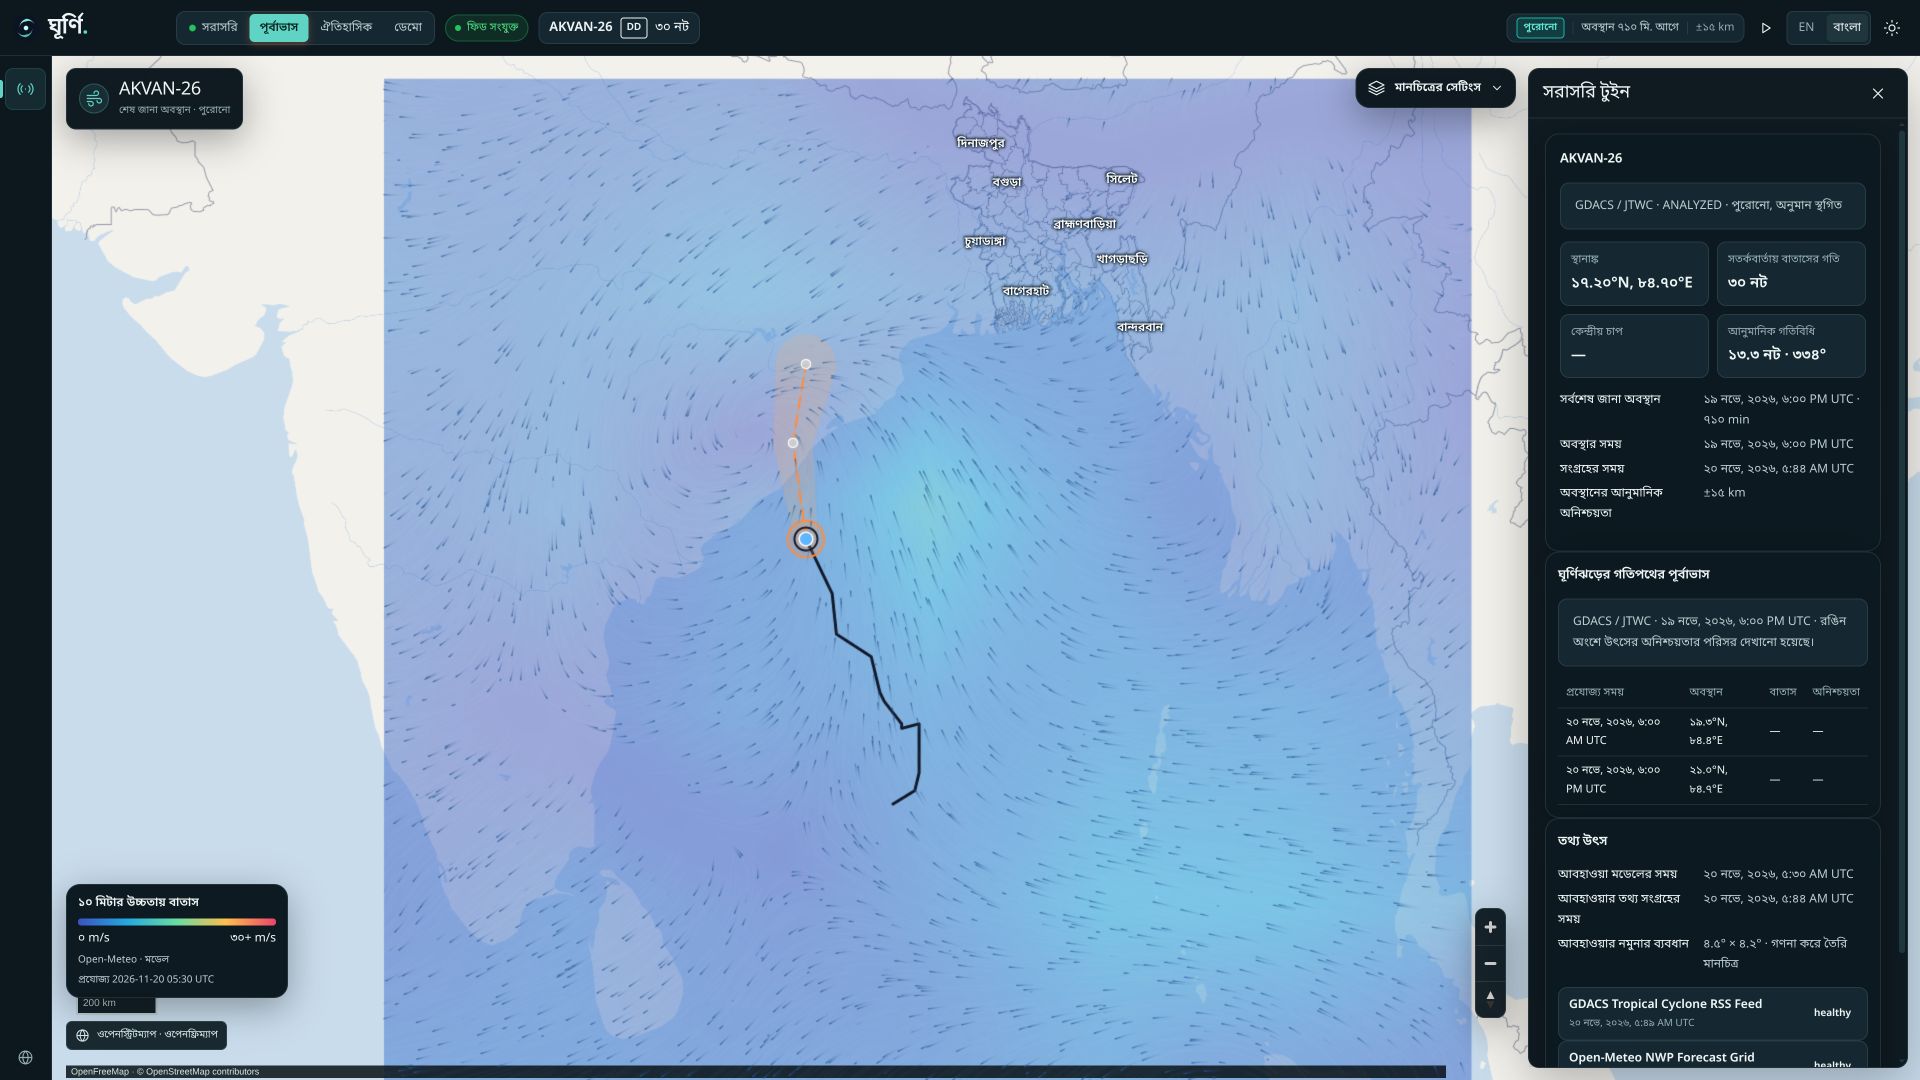 ঘূর্ণি.
সরাসরি
পূর্বাভাস
ঐতিহাসিক
ডেমো
ফিড সংযুক্ত
AKVAN-26 DD ৩০ নট
পুরোনো
অবস্থান ৭১০ মি. আগে
±১৫ km
EN
বাংলা
AKVAN-26
শেষ জানা অবস্থান · পুরোনো
মানচিত্রের সেটিংস
দিনাজপুর
বগুড়া
সিলেট
ব্রাহ্মণবাড়িয়া
চুয়াডাঙ্গা
খাগড়াছড়ি
বাগেরহাট
বান্দরবান
১০ মিটার উচ্চতায় বাতাস
০ m/s
৩০+ m/s
Open-Meteo · মডেল
প্রযোজ্য 2026-11-20 05:30 UTC
200 km
ওপেনস্ট্রিটম্যাপ · ওপেনফ্রিম্যাপ
OpenFreeMap · © OpenStreetMap contributors
সরাসরি টুইন
AKVAN-26
GDACS / JTWC · ANALYZED · পুরোনো, অনুমান স্থগিত
স্থানাঙ্ক
১৭.২০°N, ৮৪.৭০°E
সতর্কবার্তায় বাতাসের গতি
৩০ নট
কেন্দ্রীয় চাপ
—
আনুমানিক গতিবিধি
১৩.৩ নট · ৩৩৪°
সর্বশেষ জানা অবস্থান
১৯ নভে, ২০২৬, ৬:০০ PM UTC ·
৭১০ min
অবস্থার সময়
১৯ নভে, ২০২৬, ৬:০০ PM UTC
সংগ্রহের সময়
২০ নভে, ২০২৬, ৫:৪৪ AM UTC
অবস্থানের আনুমানিক
অনিশ্চয়তা
±১৫ km
ঘূর্ণিঝড়ের গতিপথের পূর্বাভাস
GDACS / JTWC · ১৯ নভে, ২০২৬, ৬:০০ PM UTC · রঙিন
অংশে উৎসের অনিশ্চয়তার পরিসর দেখানো হয়েছে।
প্রযোজ্য সময়
অবস্থান
বাতাস
অনিশ্চয়তা
২০ নভে, ২০২৬, ৬:০০
AM UTC
১৯.৩°N,
৮৪.৪°E
—
—
২০ নভে, ২০২৬, ৬:০০
PM UTC
২১.০°N,
৮৪.৭°E
—
—
তথ্য উৎস
আবহাওয়া মডেলের সময়
২০ নভে, ২০২৬, ৫:৩০ AM UTC
আবহাওয়ার তথ্য সংগ্রহের
সময়
২০ নভে, ২০২৬, ৫:৪৪ AM UTC
আবহাওয়ার নমুনার ব্যবধান
৪.৫° × ৪.২° · গণনা করে তৈরি
মানচিত্র
GDACS Tropical Cyclone RSS Feed
২০ নভে, ২০২৬, ৫:৪৯ AM UTC
healthy
Open-Meteo NWP Forecast Grid
healthy